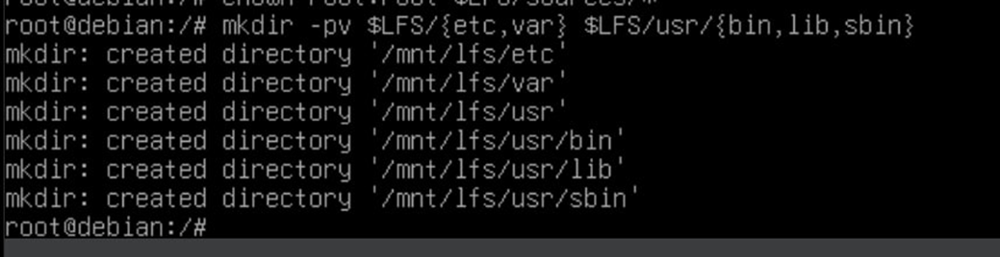 root@debian:/# mkdir -pv $LFS/{etc,var} $LFS/usr/{bin,lib,sbin}
mkdir: created directory '/mnt/lfs/etc'
mkdir: created directory '/mnt/lfs/var'
mkdir: created directory '/mnt/lfs/usr'
mkdir: created directory '/mnt/lfs/usr/bin'
mkdir: created directory '/mnt/lfs/usr/lib'
mkdir: created directory '/mnt/lfs/usr/sbin'
root@debian:/#